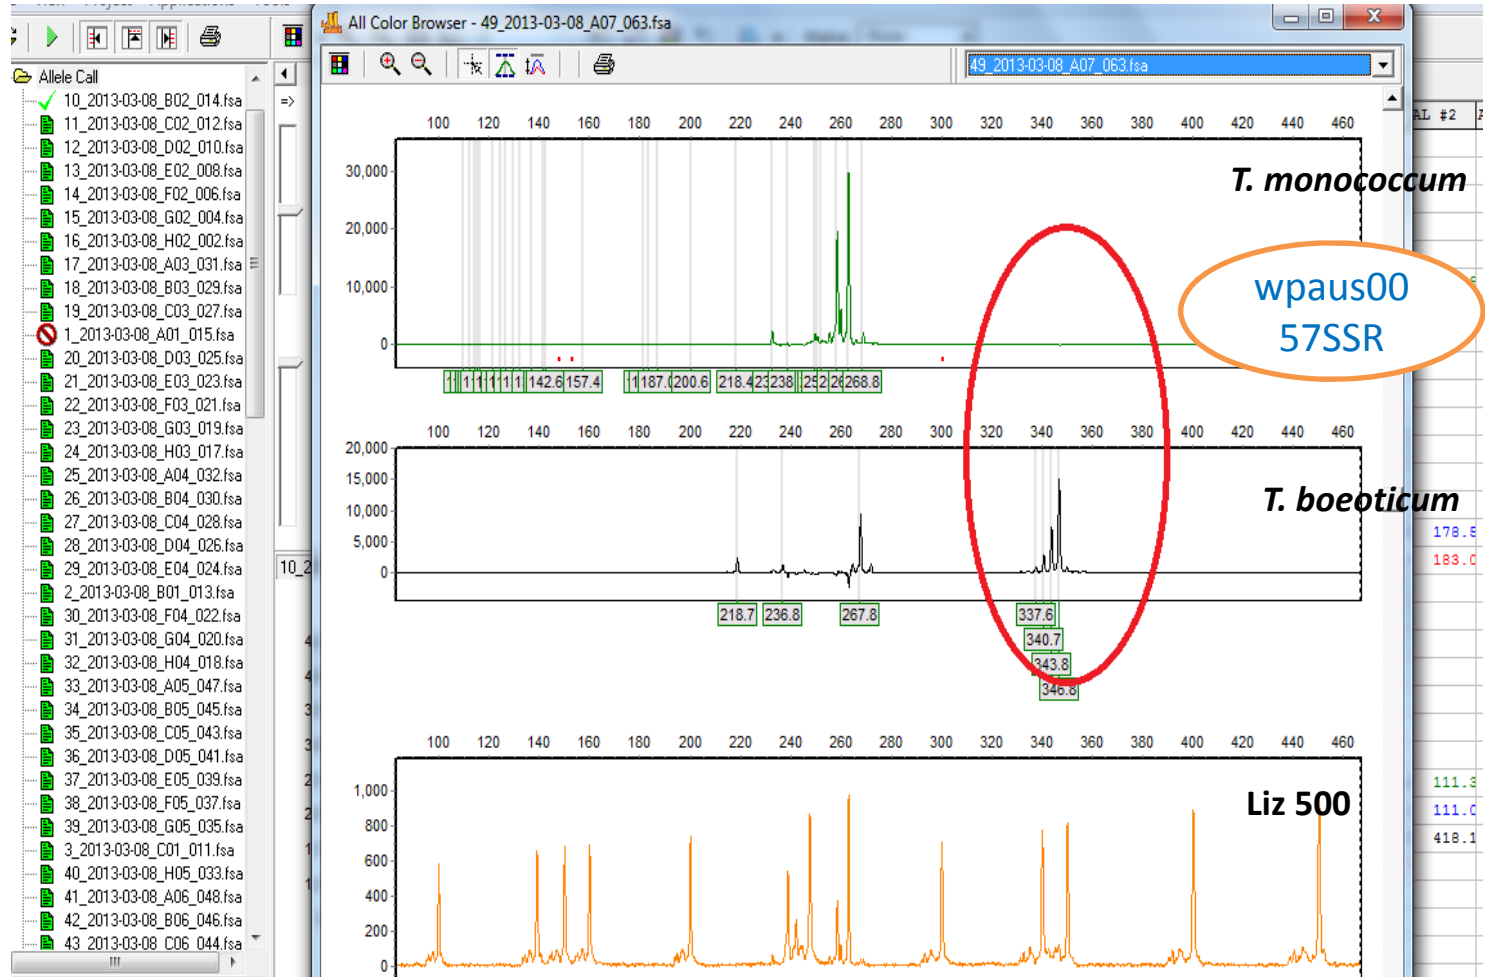 All Color Browser - 49_2013-03-08_A07_063.fsa
49_2013-03-08_A07_063.fsa
Allele Call
10_2013-03-08_B02_014.fsa
11_2013-03-08_C02_012.fsa
12_2013-03-08_D02_010.fsa
13_2013-03-08_E02_008.fsa
14_2013-03-08_F02_006.fsa
15_2013-03-08_G02_004.fsa
16_2013-03-08_H02_002.fsa
17_2013-03-08_A03_031.fsa
18_2013-03-08_B03_029.fsa
19_2013-03-08_C03_027.fsa
1_2013-03-08_A01_015.fsa
20_2013-03-08_D03_025.fsa
21_2013-03-08_E03_023.fsa
22_2013-03-08_F03_021.fsa
23_2013-03-08_G03_019.fsa
24_2013-03-08_H03_017.fsa
25_2013-03-08_A04_032.fsa
26_2013-03-08_B04_030.fsa
27_2013-03-08_C04_028.fsa
28_2013-03-08_D04_026.fsa
29_2013-03-08_E04_024.fsa
2_2013-03-08_B01_013.fsa
30_2013-03-08_F04_022.fsa
31_2013-03-08_G04_020.fsa
32_2013-03-08_H04_018.fsa
33_2013-03-08_A05_047.fsa
34_2013-03-08_B05_045.fsa
35_2013-03-08_C05_043.fsa
36_2013-03-08_D05_041.fsa
37_2013-03-08_E05_039.fsa
38_2013-03-08_F05_037.fsa
39_2013-03-08_G05_035.fsa
3_2013-03-08_C01_011.fsa
40_2013-03-08_H05_033.fsa
41_2013-03-08_A06_048.fsa
42_2013-03-08_B06_046.fsa
43_2013-03-08_C06_044.fsa
=>
10_2
100 120 140 160 180 200 220 240 260 280 300 320 340 360 380 400 420 440 460
30,000
20,000
10,000
0
T. monococcum
wpaus00
57SSR
142.6 157.4 187.0 200.6 218.4 238 268.8
100 120 140 160 180 200 220 240 260 280 300 320 340 360 380 400 420 440 460
20,000
15,000
10,000
5,000
0
T. boeoticum
218.7 236.8 267.8 337.6
340.7
343.8
346.8
100 120 140 160 180 200 220 240 260 280 300 320 340 360 380 400 420 440 460
1,000
800
600
400
200
0
Liz 500
AL #2
178.5
183.0
111.3
111.0
418.1